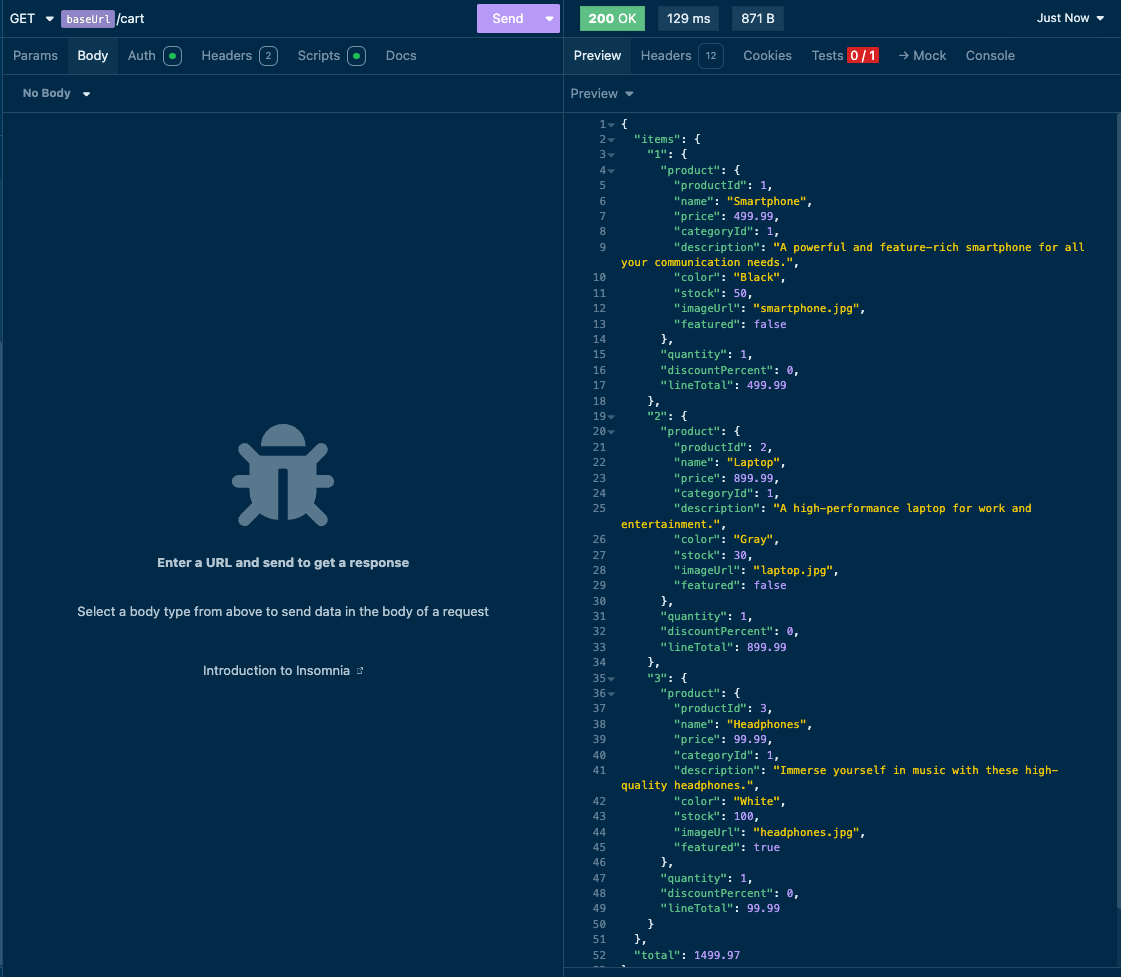 GET baseUrl/cart Send 200 OK 129 ms 871 B Just Now
Params Body Auth Headers 2 Scripts Docs Preview Headers 12 Cookies Tests 0 / 1 → Mock Console
No Body
Preview
Enter a URL and send to get a response
Select a body type from above to send data in the body of a request
Introduction to Insomnia
1 {
2 "items": {
3 "1": {
4 "product": {
5 "productId": 1,
6 "name": "Smartphone",
7 "price": 499.99,
8 "categoryId": 1,
9 "description": "A powerful and feature-rich smartphone for all
your communication needs.",
10 "color": "Black",
11 "stock": 50,
12 "imageUrl": "smartphone.jpg",
13 "featured": false
14 },
15 "quantity": 1,
16 "discountPercent": 0,
17 "lineTotal": 499.99
18 },
19 "2": {
20 "product": {
21 "productId": 2,
22 "name": "Laptop",
23 "price": 899.99,
24 "categoryId": 1,
25 "description": "A high-performance laptop for work and
entertainment.",
26 "color": "Gray",
27 "stock": 30,
28 "imageUrl": "laptop.jpg",
29 "featured": false
30 },
31 "quantity": 1,
32 "discountPercent": 0,
33 "lineTotal": 899.99
34 },
35 "3": {
36 "product": {
37 "productId": 3,
38 "name": "Headphones",
39 "price": 99.99,
40 "categoryId": 1,
41 "description": "Immerse yourself in music with these high-
quality headphones.",
42 "color": "White",
43 "stock": 100,
44 "imageUrl": "headphones.jpg",
45 "featured": true
46 },
47 "quantity": 1,
48 "discountPercent": 0,
49 "lineTotal": 99.99
50 }
51 },
52 "total": 1499.97